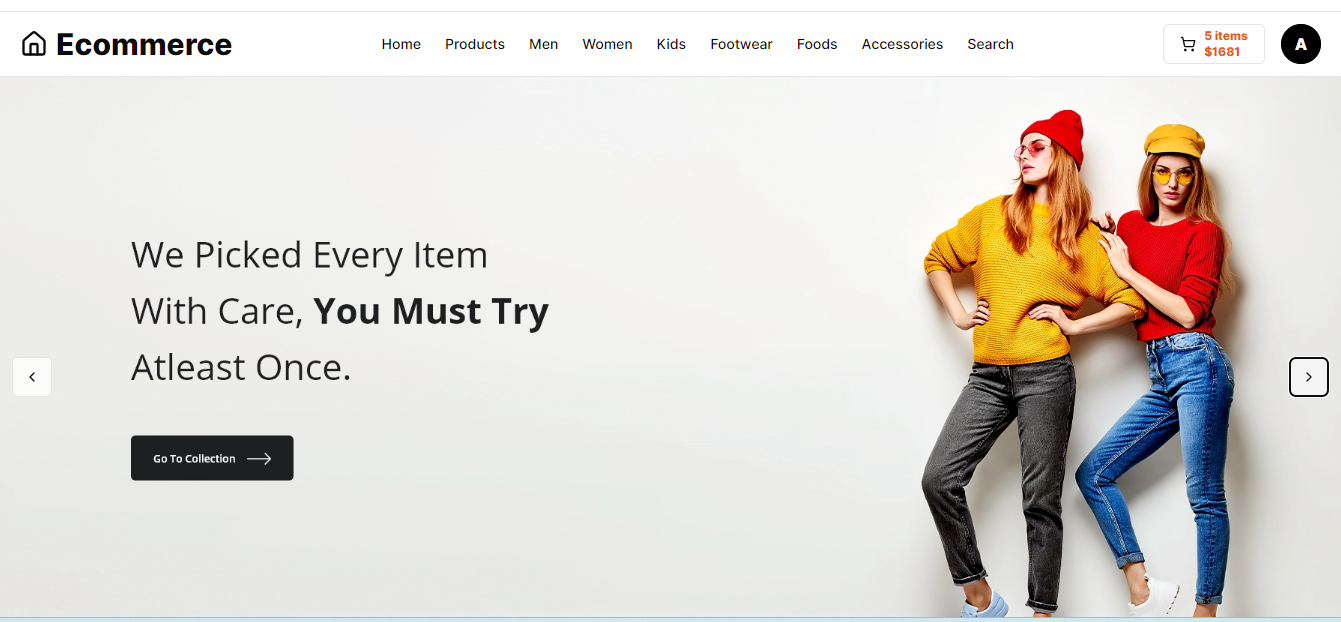 Ecommerce
Home Products Men Women Kids Footwear Foods Accessories Search
5 items
$1681
A
We Picked Every Item
With Care, You Must Try
Atleast Once.
Go To Collection